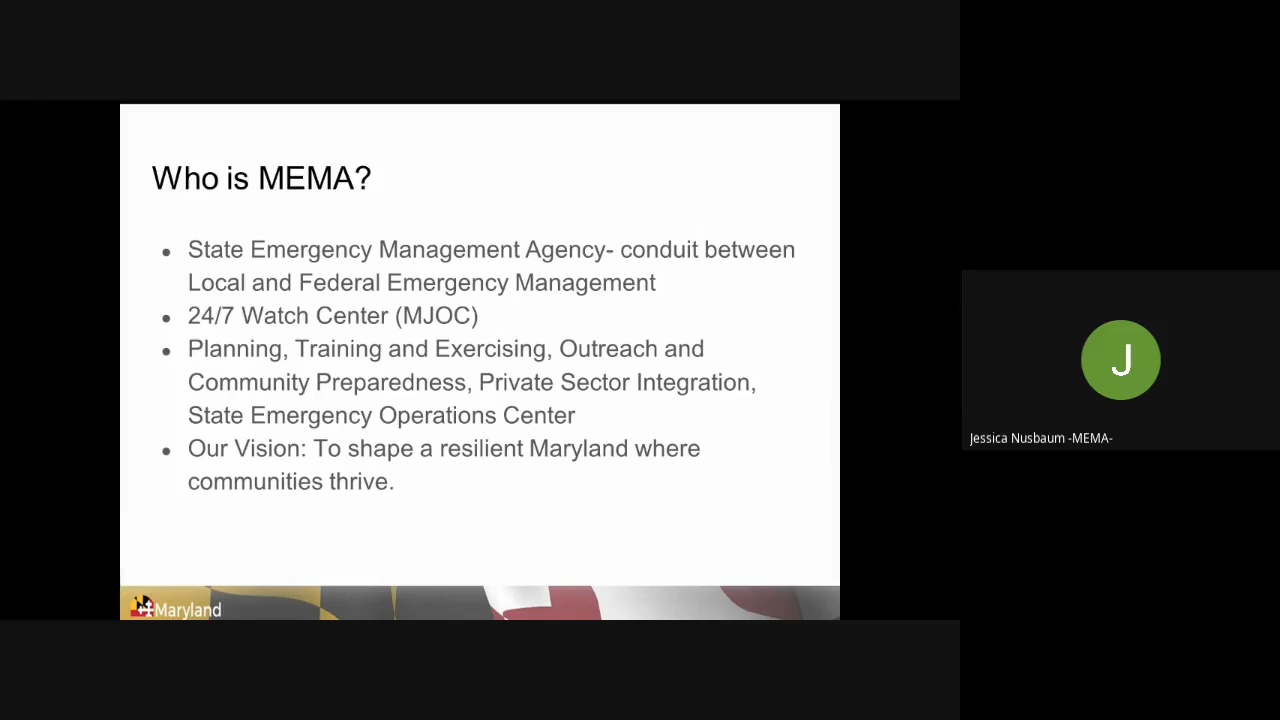 Who is MEMA?
● State Emergency Management Agency- conduit between
Local and Federal Emergency Management
● 24/7 Watch Center (MJOC)
● Planning, Training and Exercising, Outreach and
Community Preparedness, Private Sector Integration,
State Emergency Operations Center
● Our Vision: To shape a resilient Maryland where
communities thrive.
Maryland
J
Jessica Nusbaum -MEMA-